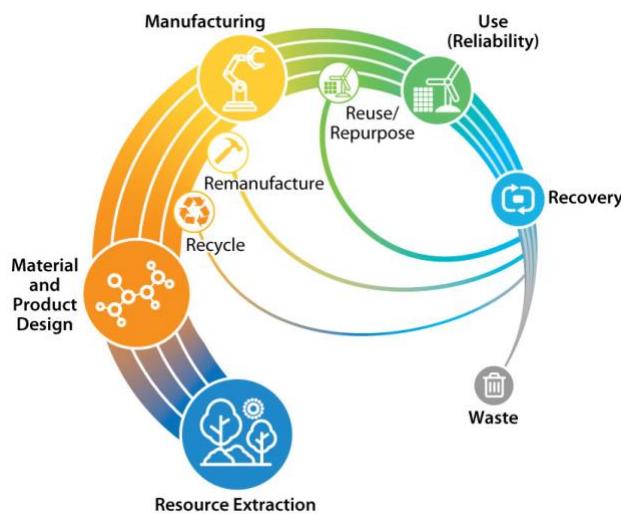 Manufacturing
Use
(Reliability)
Reuse/
Repurpose
Remanufacture
Recycle
Recovery
Material
and
Product
Design
Waste
Resource Extraction